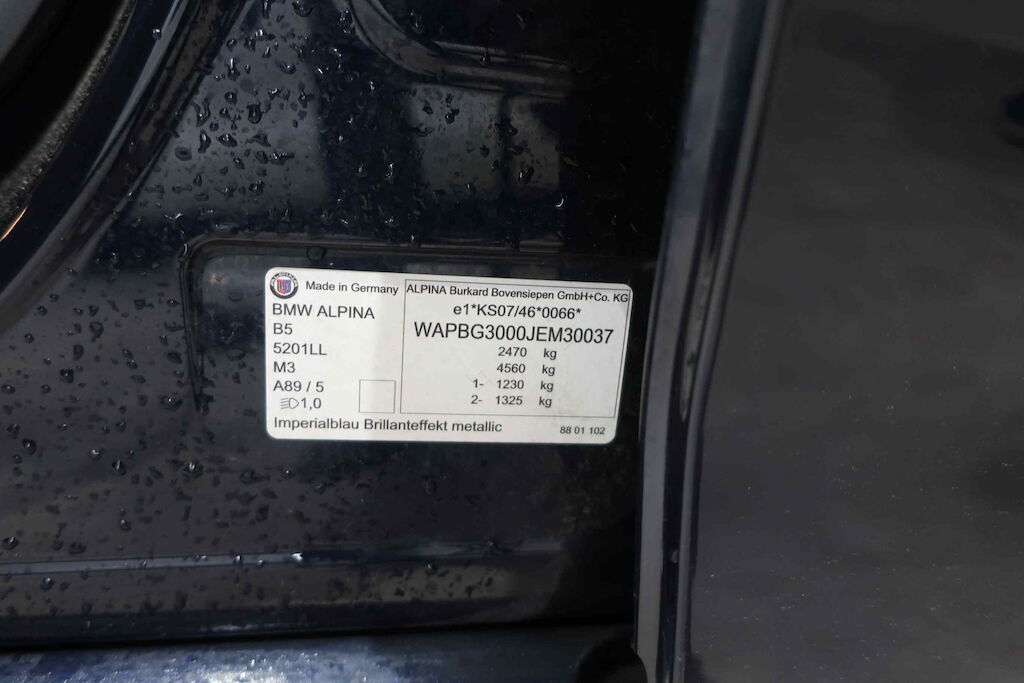 Made in Germany
BMW ALPINA
B5
5201LL
M3
A89 / 5
1,0
ALPINA Burkard Bovensiepen GmbH+Co. KG
e1*KS07/46*0066*
WAPBG3000JEM30037
2470 kg
4560 kg
1- 1230 kg
2- 1325 kg
Imperialblau Brillanteffekt metallic
88 01 102